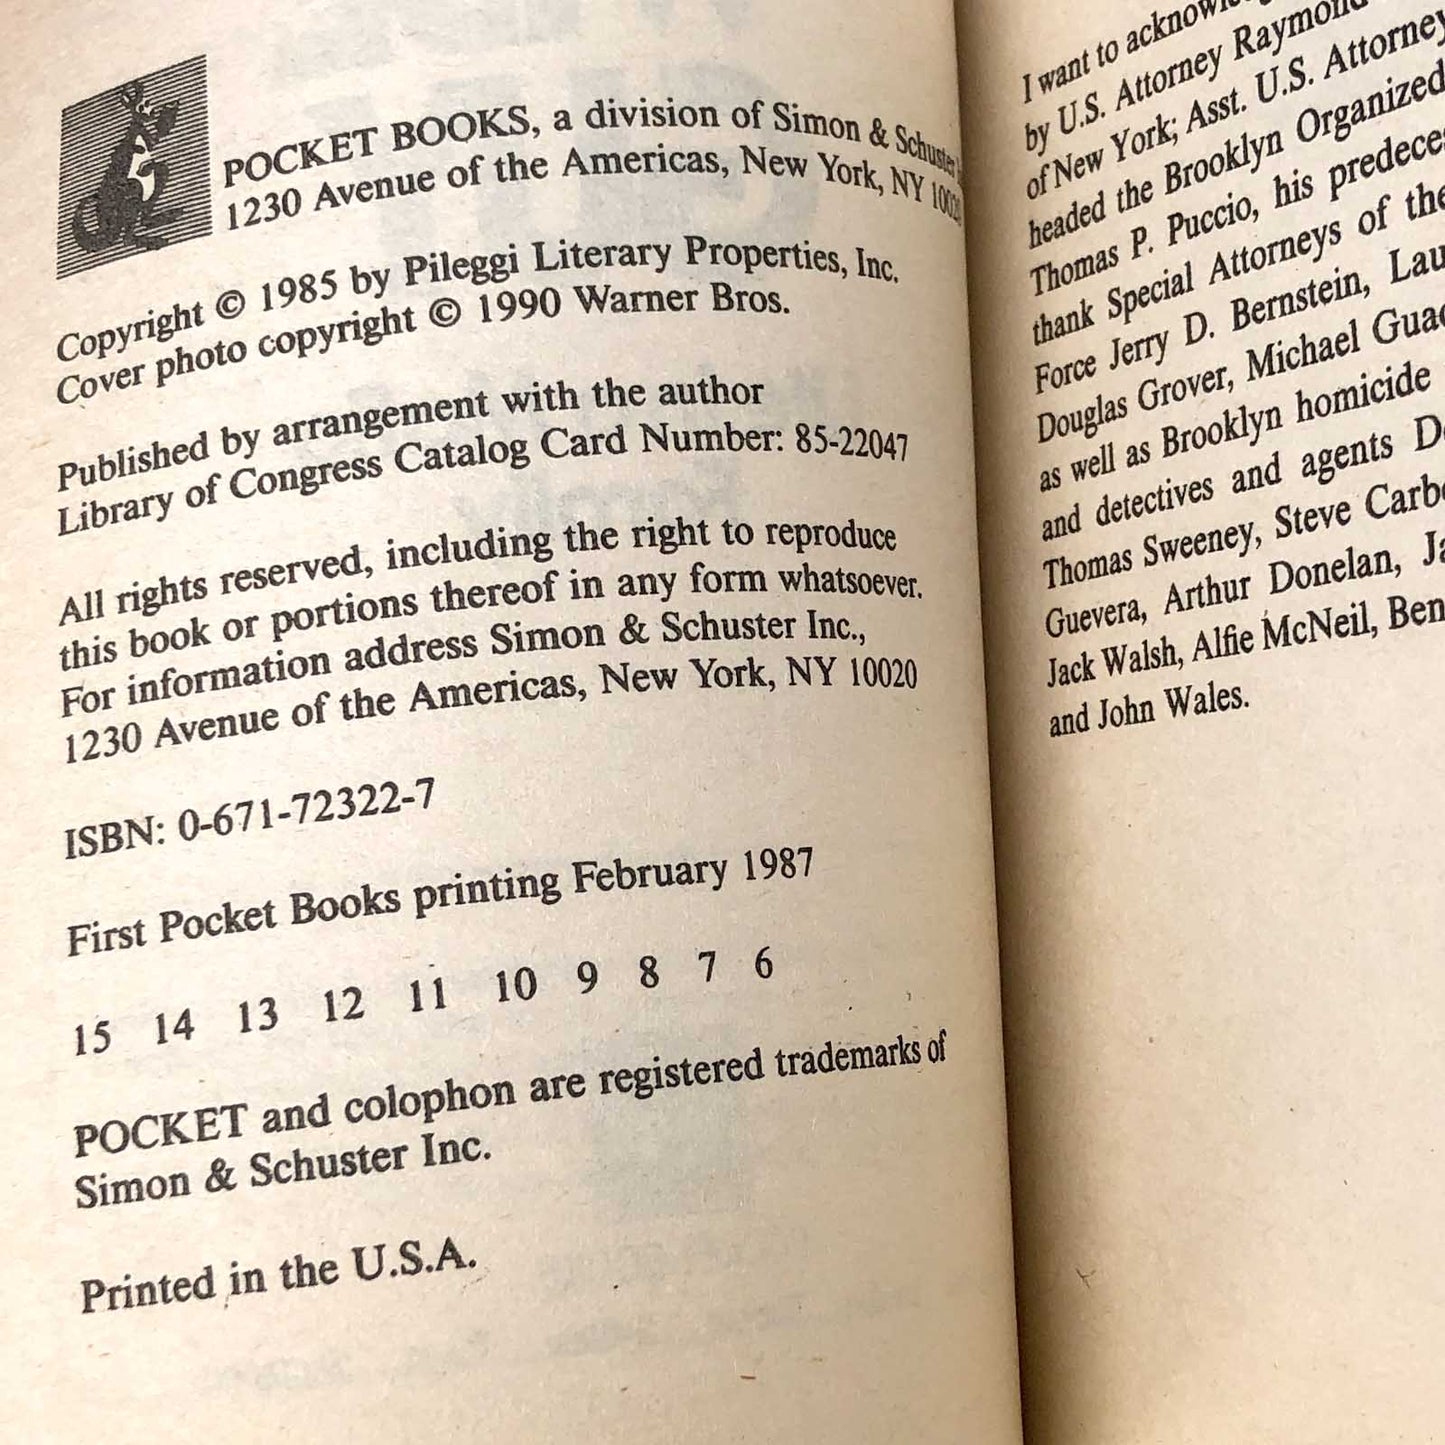 POCKET BOOKS, a division of Simon & Schuster
1230 Avenue of the Americas, New York, NY 10020
Copyright © 1985 by Pileggi Literary Properties, Inc.
Cover photo copyright © 1990 Warner Bros.
Published by arrangement with the author
Library of Congress Catalog Card Number: 85-22047
All rights reserved, including the right to reproduce
this book or portions thereof in any form whatsoever.
For information address Simon & Schuster Inc.,
1230 Avenue of the Americas, New York, NY 10020
ISBN: 0-671-72322-7
First Pocket Books printing February 1987
15 14 13 12 11 10 9 8 7 6
POCKET and colophon are registered trademarks of
Simon & Schuster Inc.
Printed in the U.S.A.
I want to
by U.S. Attorney Raymond
of New York; Asst. U.S. Attorney
headed the Brooklyn Organized
Thomas P. Puccio, his
thank Special Attorneys of the
Force Jerry D. Bernstein,
Douglas Grover, Michael
as well as Brooklyn homicide
and detectives and agents
Thomas Sweeney, Steve
Guevera, Arthur Donelan,
Jack Walsh, Alfie McNeil,
and John Wales.